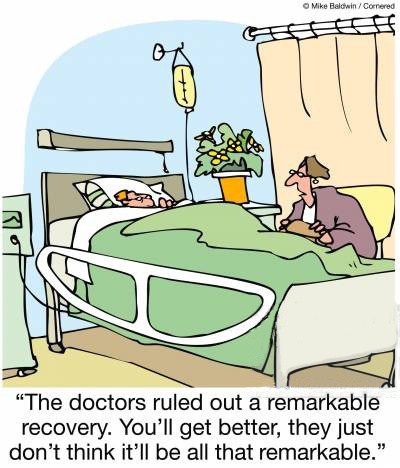 © Mike Baldwin / Cornered
“The doctors ruled out a remarkable
recovery. You’ll get better, they just
don’t think it’ll be all that remarkable.”